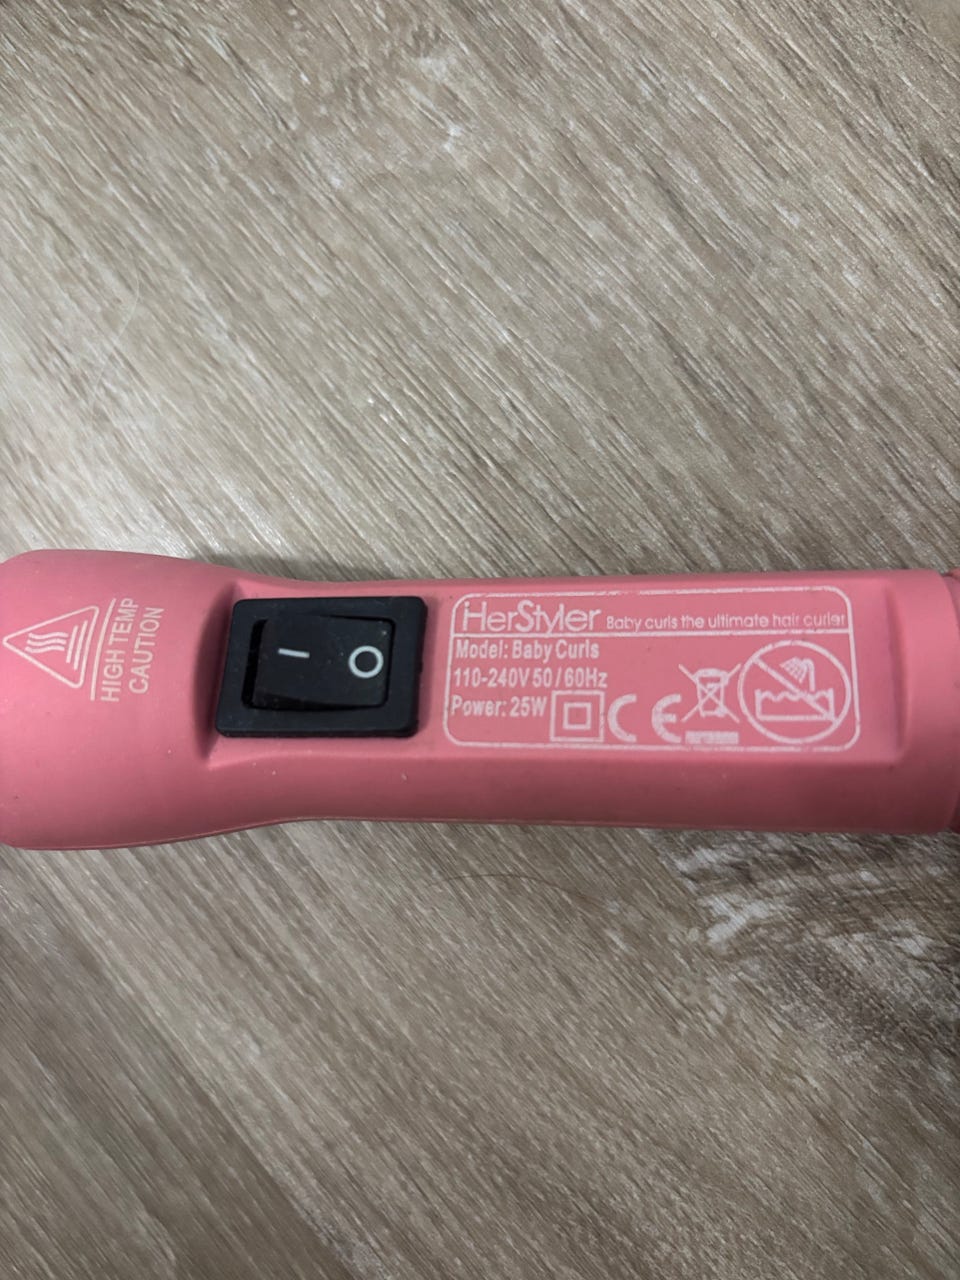 HIGH TEMP
CAUTION
I O
HerStyler Baby curls the ultimate hair curler
Model: Baby Curls
110-240V 50/60Hz
Power: 25W
CE